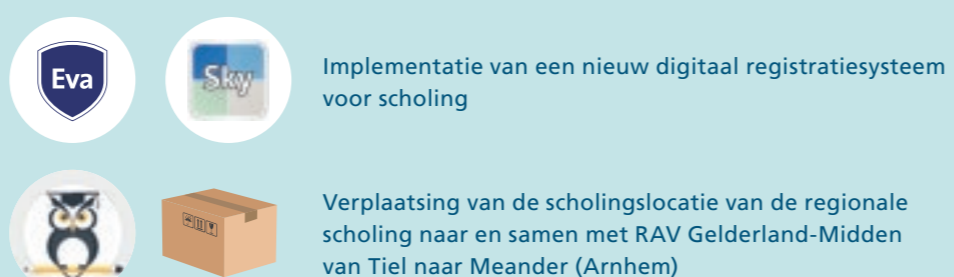 Eva
Sky
Implementatie van een nieuw digitaal registratiesysteem
voor scholing
Verplaatsing van de scholingslocatie van de regionale
scholing naar en samen met RAV Gelderland-Midden
van Tiel naar Meander (Arnhem)